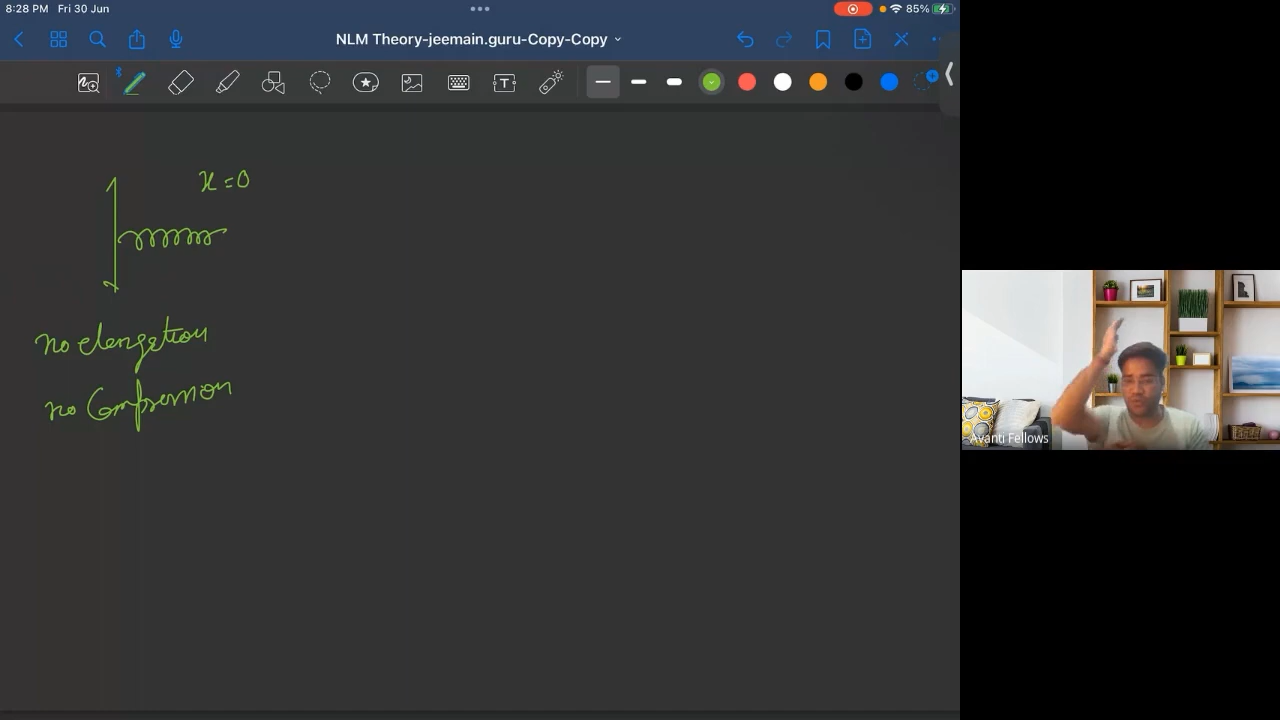 8:28 PM Fri 30 Jun
85%
NLM Theory-jeemain.guru-Copy-Copy
T
x = 0
no elongation
no Compression
Avanti Fellows